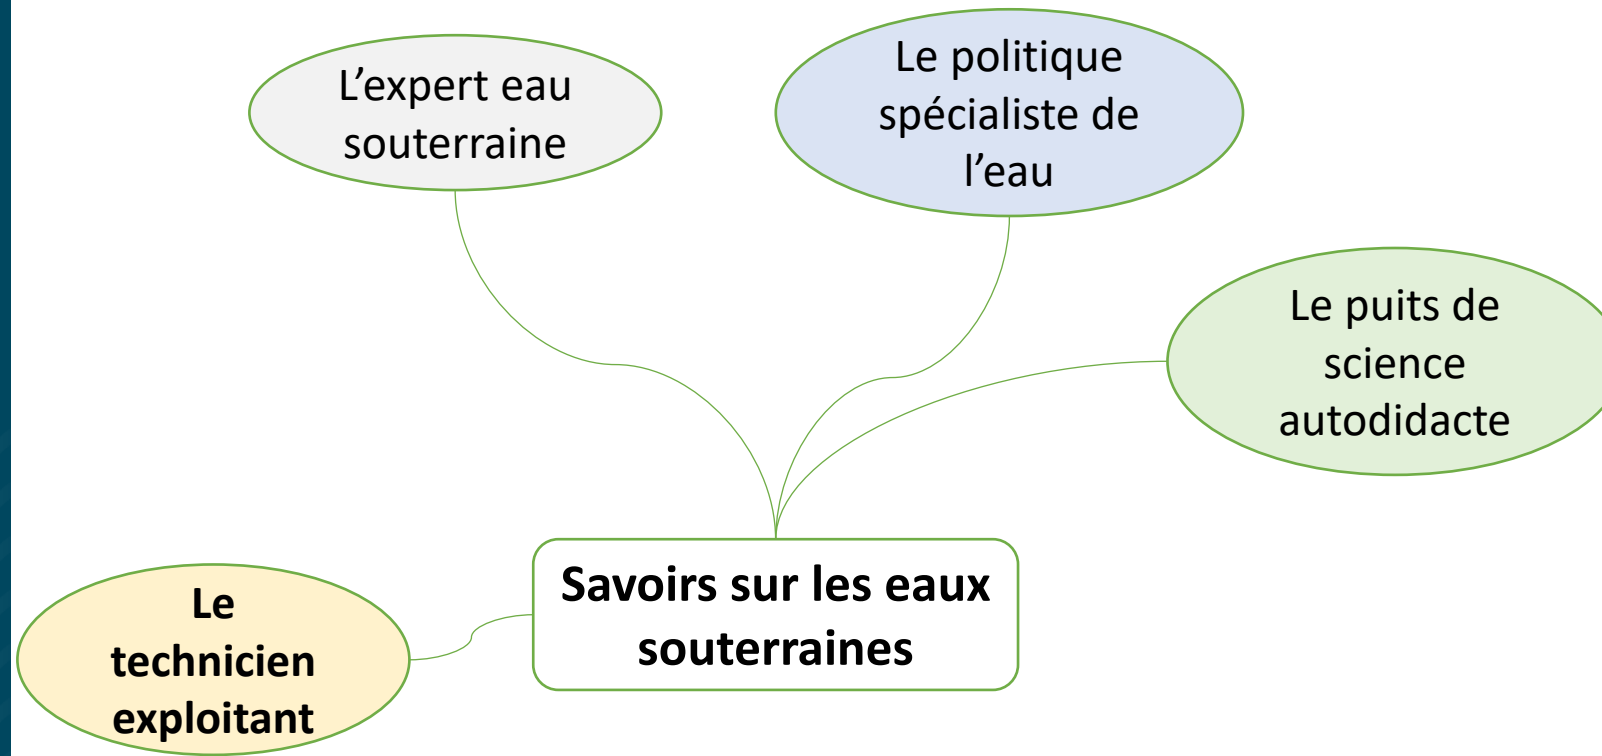 L’expert eau
souterraine
Le politique
spécialiste de
l’eau
Le puits de
science
autodidacte
Savoirs sur les eaux
souterraines
Le
technicien
exploitant